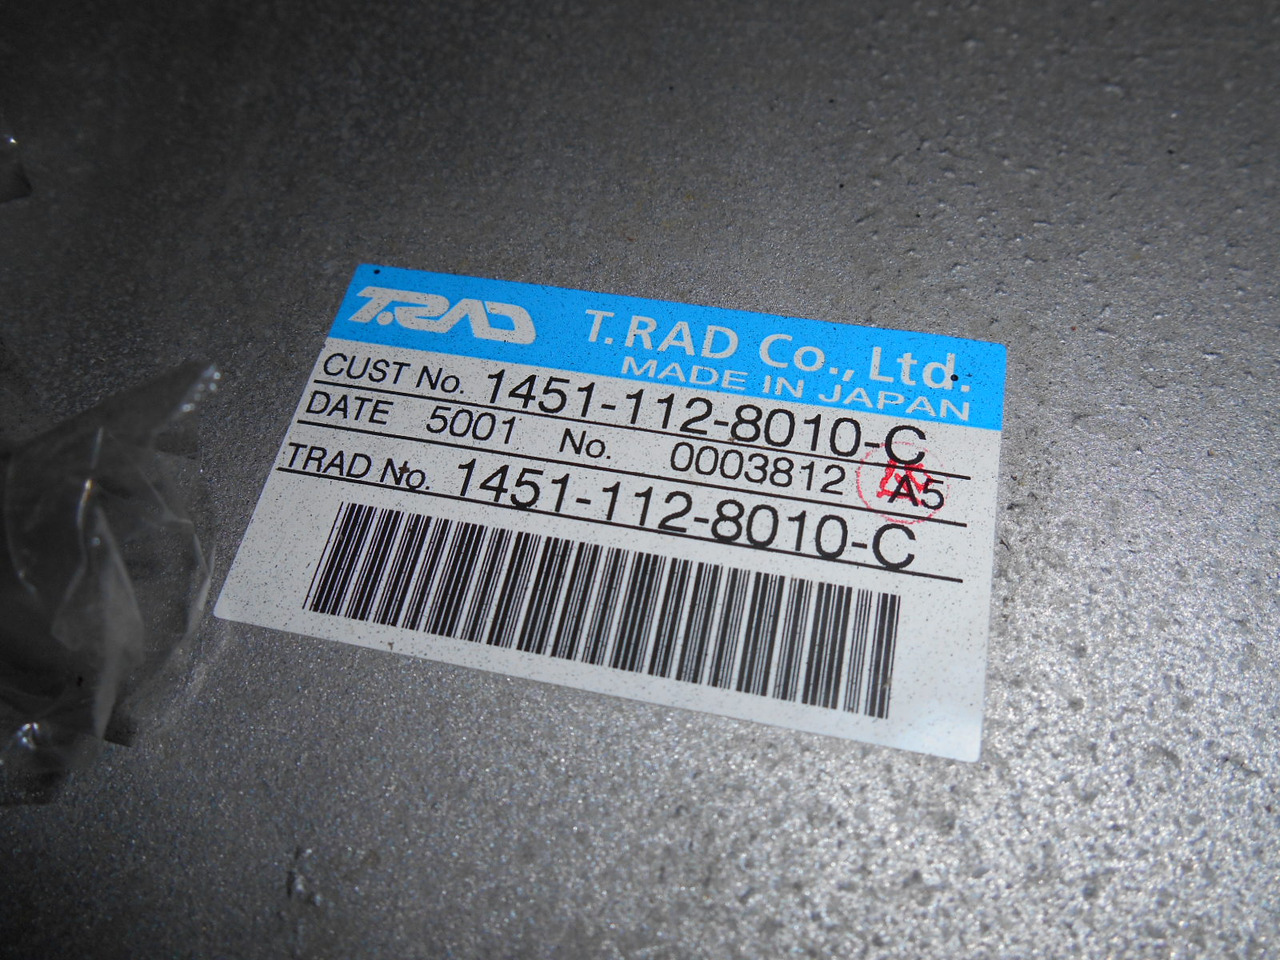 T.RAD T.RAD Co., Ltd.
MADE IN JAPAN
CUST No. 1451-112-8010-C
DATE 5001 No. 0003812 A5
TRAD No. 1451-112-8010-C